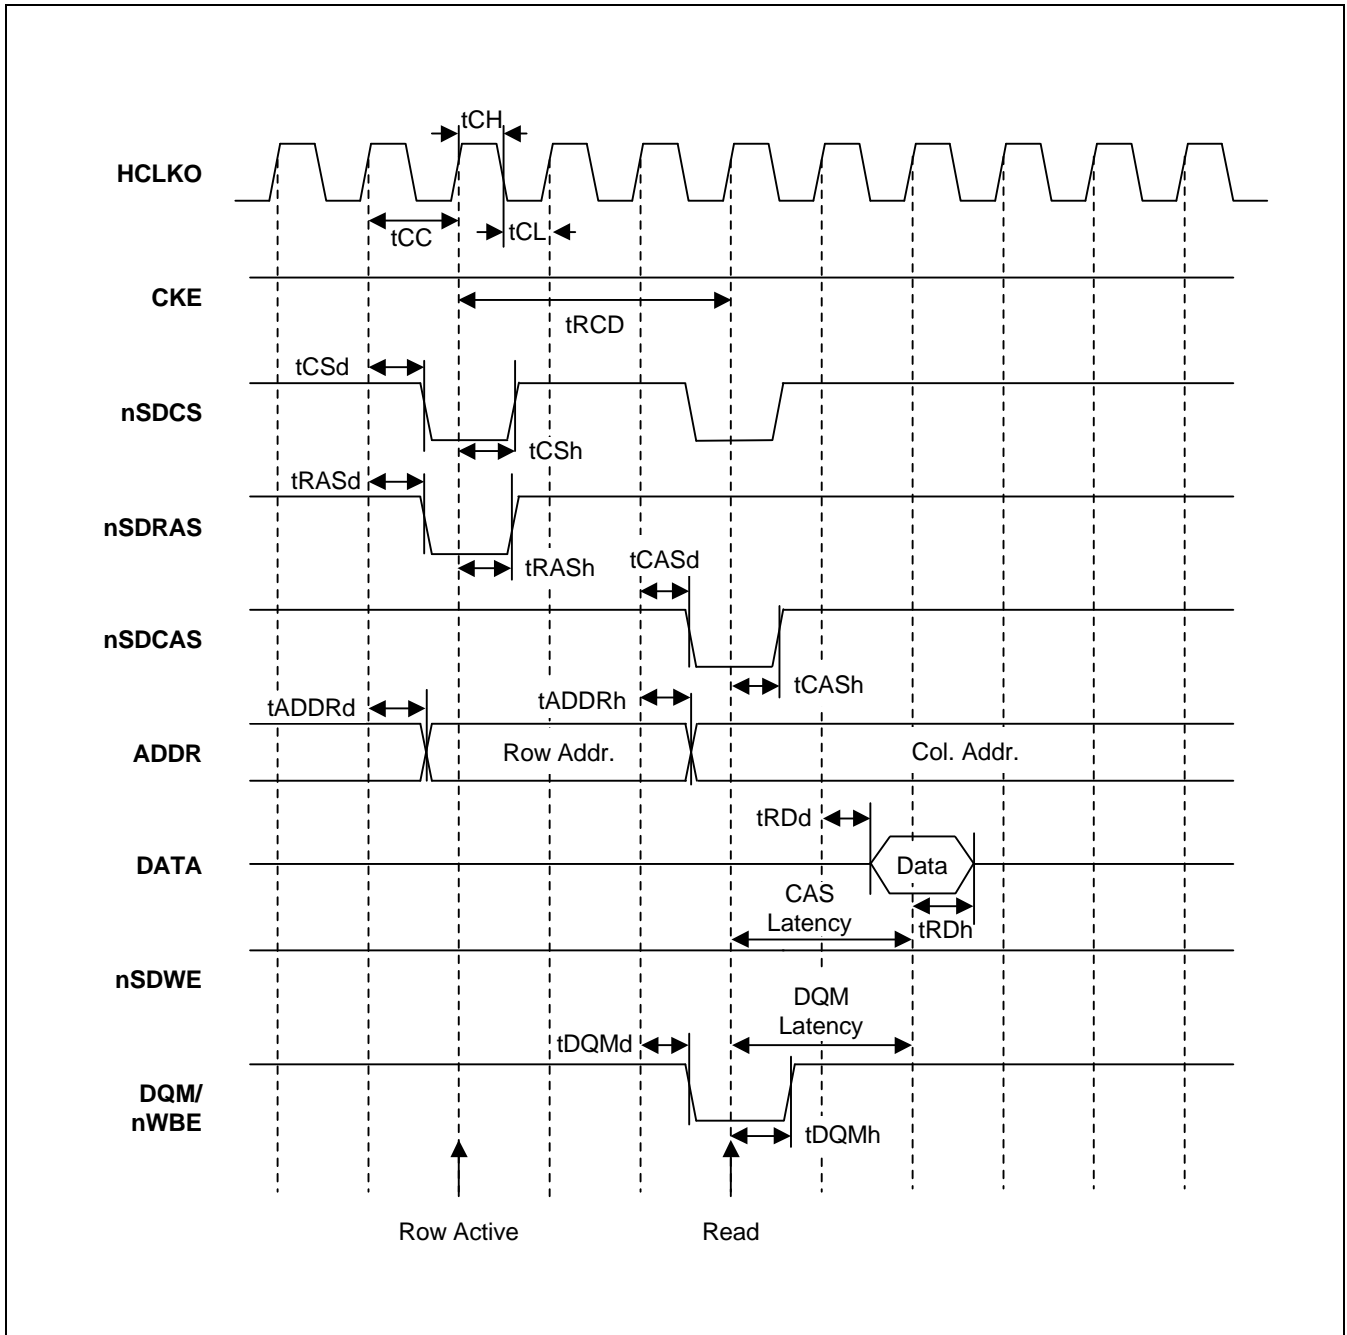 tCH
HCLKO
tCC
tCL
CKE
tRCD
tCSd
nSDCS
tCSh
tRASd
nSDRAS
tRASh
tCASd
nSDCAS
tCASh
tADDRd
tADDRh
ADDR
Row Addr.
Col. Addr.
tRDd
DATA
Data
CAS
Latency
tRDh
nSDWE
DQM
Latency
tDQMd
DQM/
nWBE
tDQMh
Row Active
Read